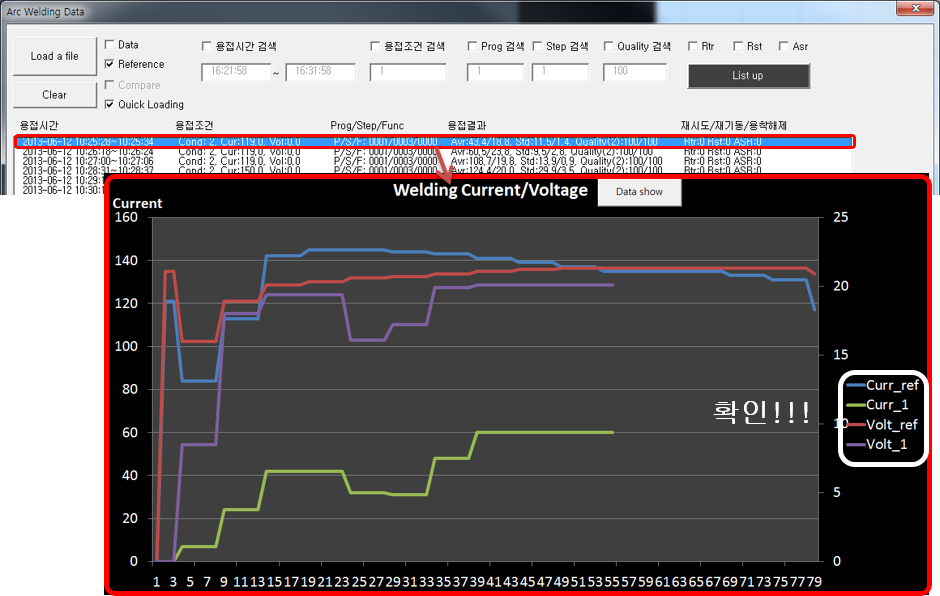 Arc Welding Data
Load a file
Clear
Data
Reference
Compare
Quick Loading
용접시간 검색
16:21:58 ~ 16:31:58
용접조건 검색
1
Prog 검색
1
Step 검색
1
Quality 검색
100
Rtr Rst Asr
List up
용접시간 용접조건 Prog/Step/Func 용접결과 재시도/재기동/용착해제
2013-06-12 10:25:28~10:25:34 Cond: 2, Cur:119.0, Vol:0.0 P/S/F: 0001/0003/0000 Avr:43.4/18.8, Std:11.5/1.4, Quality(2):100/100 Rtr:0 Rst:0 ASR:0
2013-06-12 10:26:18~10:26:24 Cond: 2, Cur:119.0, Vol:0.0 P/S/F: 0001/0003/0000 Avr:60.5/23.8, Std:9.5/2.8, Quality(2):100/100 Rtr:0 Rst:0 ASR:0
2013-06-12 10:27:00~10:27:06 Cond: 2, Cur:119.0, Vol:0.0 P/S/F: 0001/0003/0000 Avr:108.7/19.8, Std:13.9/0.9, Quality(2):100/100 Rtr:0 Rst:0 ASR:0
2013-06-12 10:28:31~10:28:37 Cond: 2, Cur:150.0, Vol:0.0 P/S/F: 0001/0003/0000 Avr:124.4/20.0, Std:29.9/3.5, Quality(2):100/100 Rtr:0 Rst:0 ASR:0
2013-06-12 10:29:1
2013-06-12 10:30:1
Welding Current/Voltage
Data show
Current
160
140
120
100
80
60
40
20
0
25
20
15
10
5
0
Curr_ref
Curr_1
Volt_ref
Volt_1
확인!!!
1 3 5 7 9 11 13 15 17 19 21 23 25 27 29 31 33 35 37 39 41 43 45 47 49 51 53 55 57 59 61 63 65 67 69 71 73 75 77 79